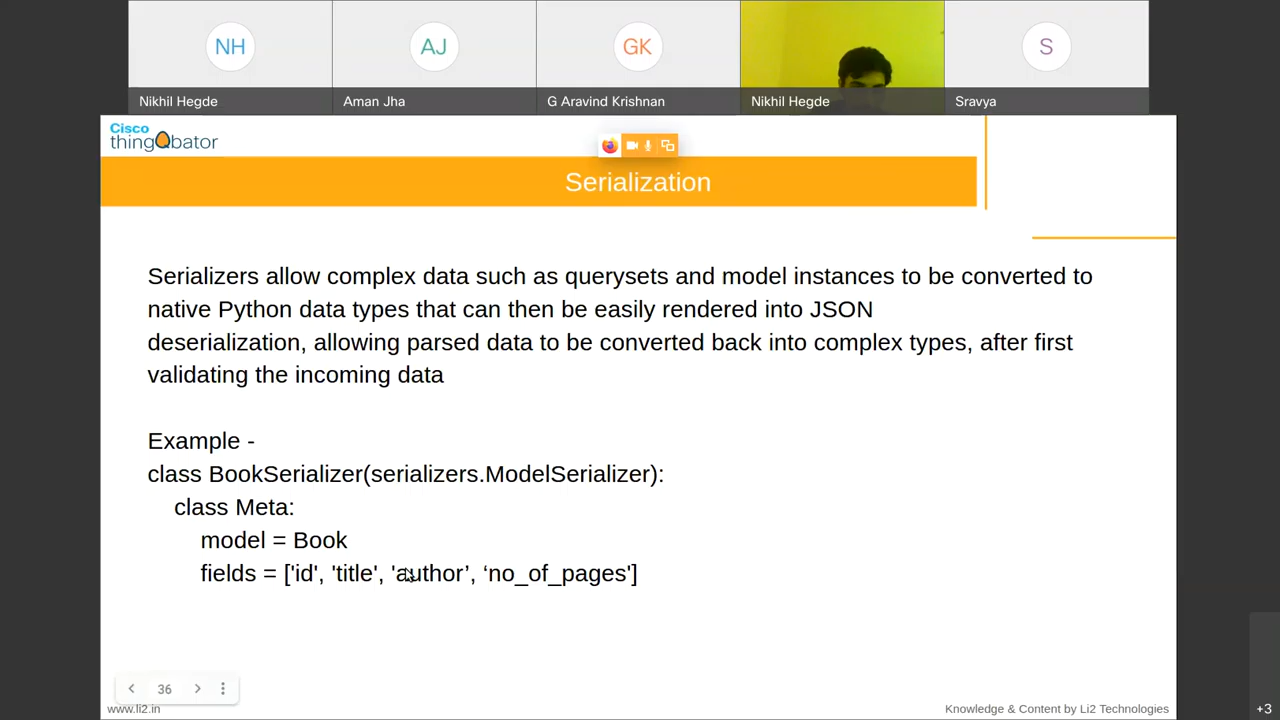 NH
AJ
GK
S
Nikhil Hegde
Aman Jha
G Aravind Krishnan
Nikhil Hegde
Sravya
Cisco
thingQbator
Serialization
Serializers allow complex data such as querysets and model instances to be converted to
native Python data types that can then be easily rendered into JSON
deserialization, allowing parsed data to be converted back into complex types, after first
validating the incoming data
Example -
class BookSerializer(serializers.ModelSerializer):
class Meta:
model = Book
fields = ['id', 'title', 'author’, ‘no_of_pages']
36
www.li2.in
Knowledge & Content by Li2 Technologies
+3